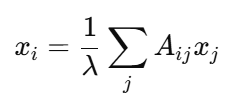 x_i = \frac{1}{\lambda} \sum_j A_{ij} x_j